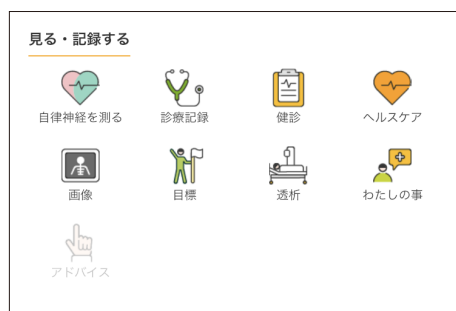 見る・記録する
自律神経を測る 診療記録 健診 ヘルスケア
画像 目標 透析 わたしの事
アドバイス